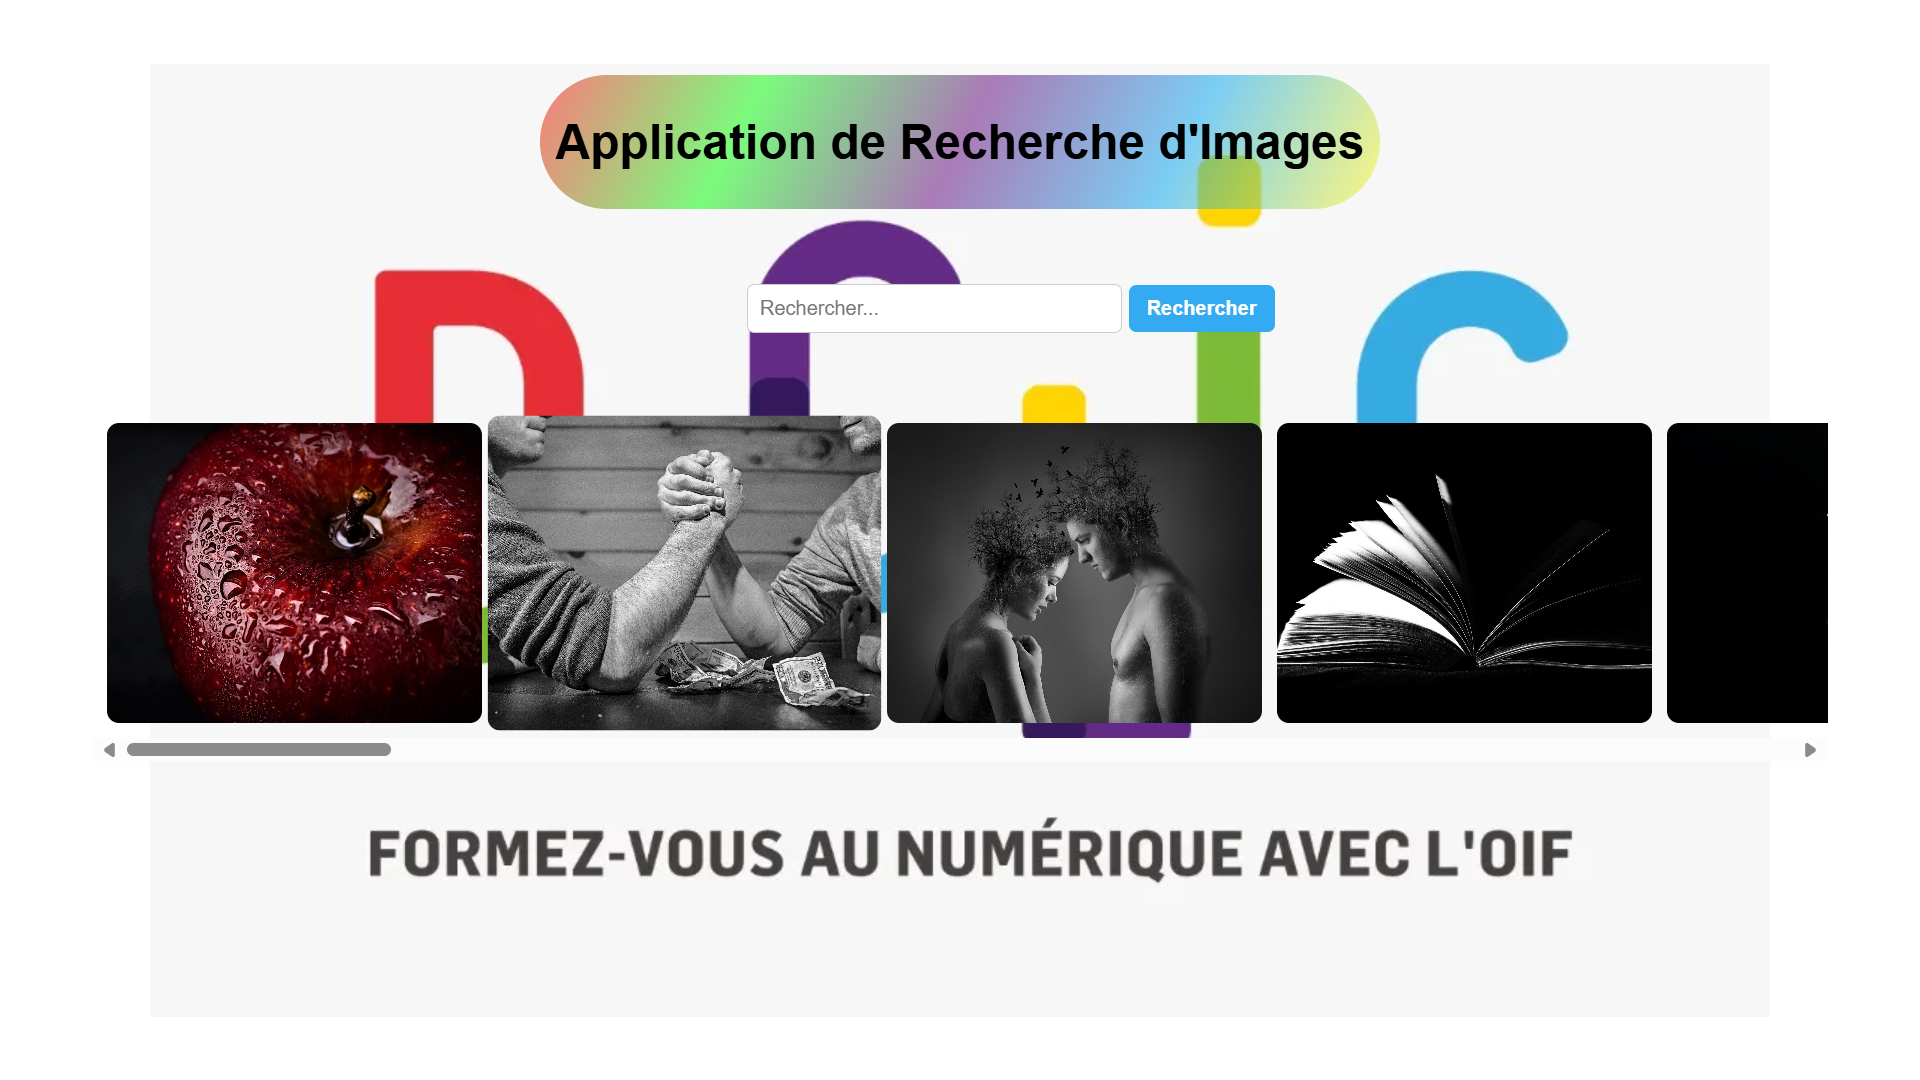 Application de Recherche d'Images
Rechercher...
Rechercher
FORMEZ-VOUS AU NUMÉRIQUE AVEC L'OIF